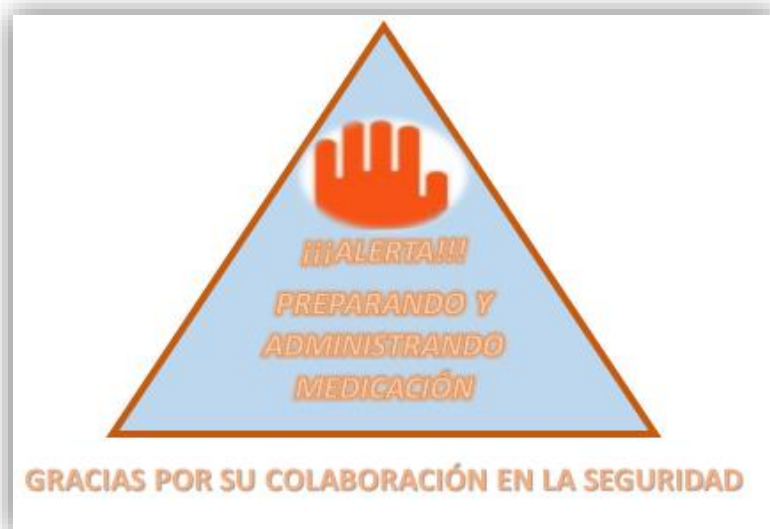 ¡¡¡ALERTA!!!
PREPARANDO Y
ADMINISTRANDO
MEDICACIÓN
GRACIAS POR SU COLABORACIÓN EN LA SEGURIDAD